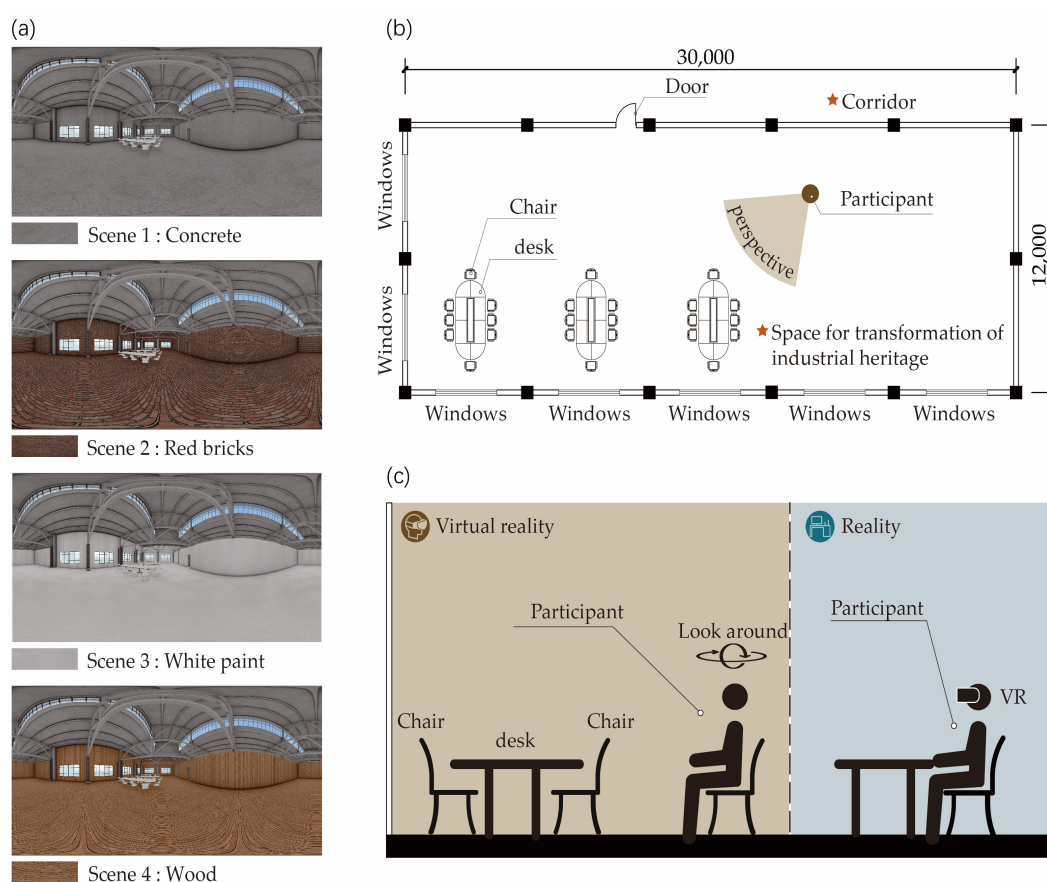 (a)
Scene 1 : Concrete
Scene 2 : Red bricks
Scene 3 : White paint
Scene 4 : Wood
(b)
30,000
Door
Corridor
Windows
Chair
desk
Participant
perspective
12,000
Windows
Space for transformation of
industrial heritage
Windows
Windows
Windows
Windows
Windows
(c)
Virtual reality
Reality
Participant
Participant
Look around
VR
Chair
desk
Chair